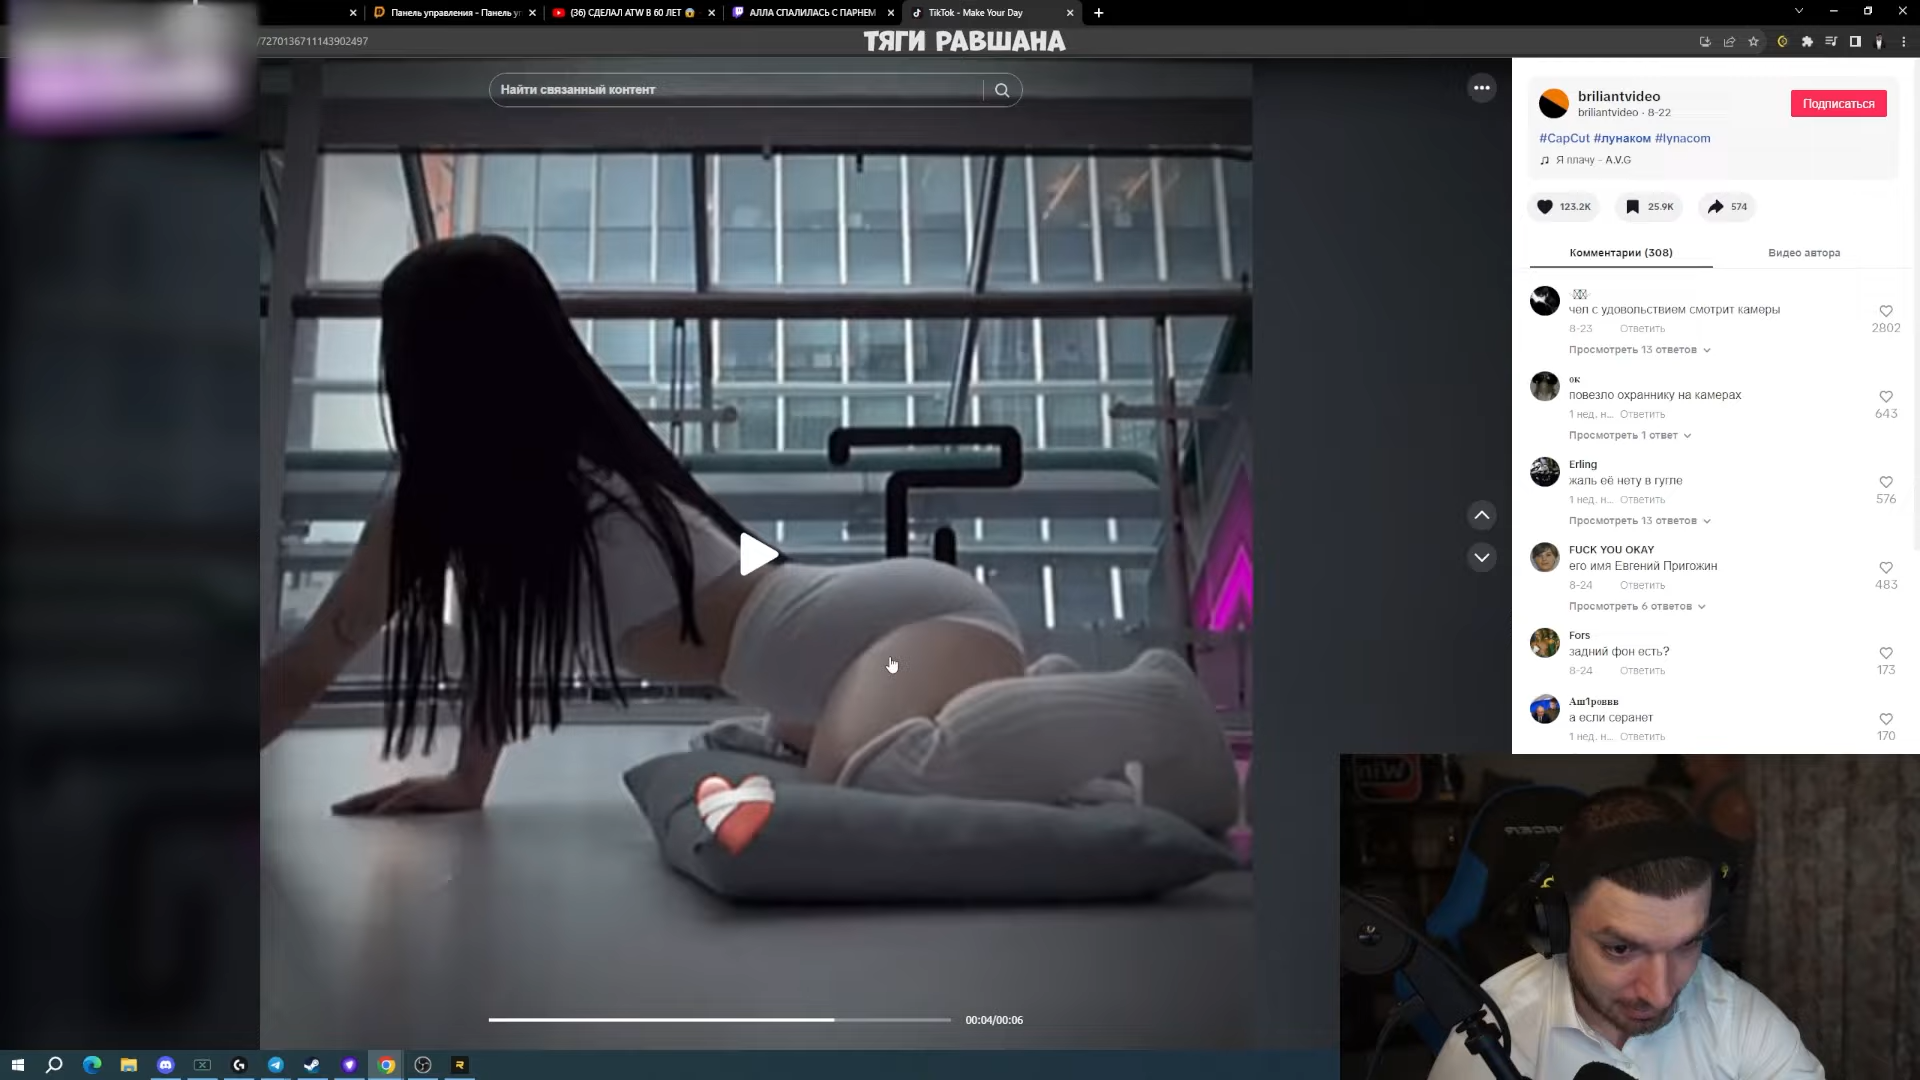 Панель управления - Панель у
(36) СДЕЛАЛ ATW В 60 ЛЕТ 😱
АЛЛА СПАЛИЛАСЬ С ПАРНЕМ
TikTok - Make Your Day
/7270136711143902497
ТЯГИ РАВШАНА
Найти связанный контент
briliantvideo
briliantvideo · 8-22
Подписаться
#CapCut #лунаком #lynacom
Я плачу - A.V.G
123.2K
25.9K
574
Комментарии (308)
Видео автора
чел с удовольствием смотрит камеры
8-23 Ответить
2802
Просмотреть 13 ответов
ок
повезло охраннику на камерах
1 нед. н... Ответить
643
Просмотреть 1 ответ
Erling
жаль её нету в гугле
1 нед. н... Ответить
576
Просмотреть 13 ответов
FUCK YOU OKAY
его имя Евгений Пригожин
8-24 Ответить
483
Просмотреть 6 ответов
Fors
задний фон есть?
8-24 Ответить
173
а если серанет
1 нед. н... Ответить
170
00:04/00:06